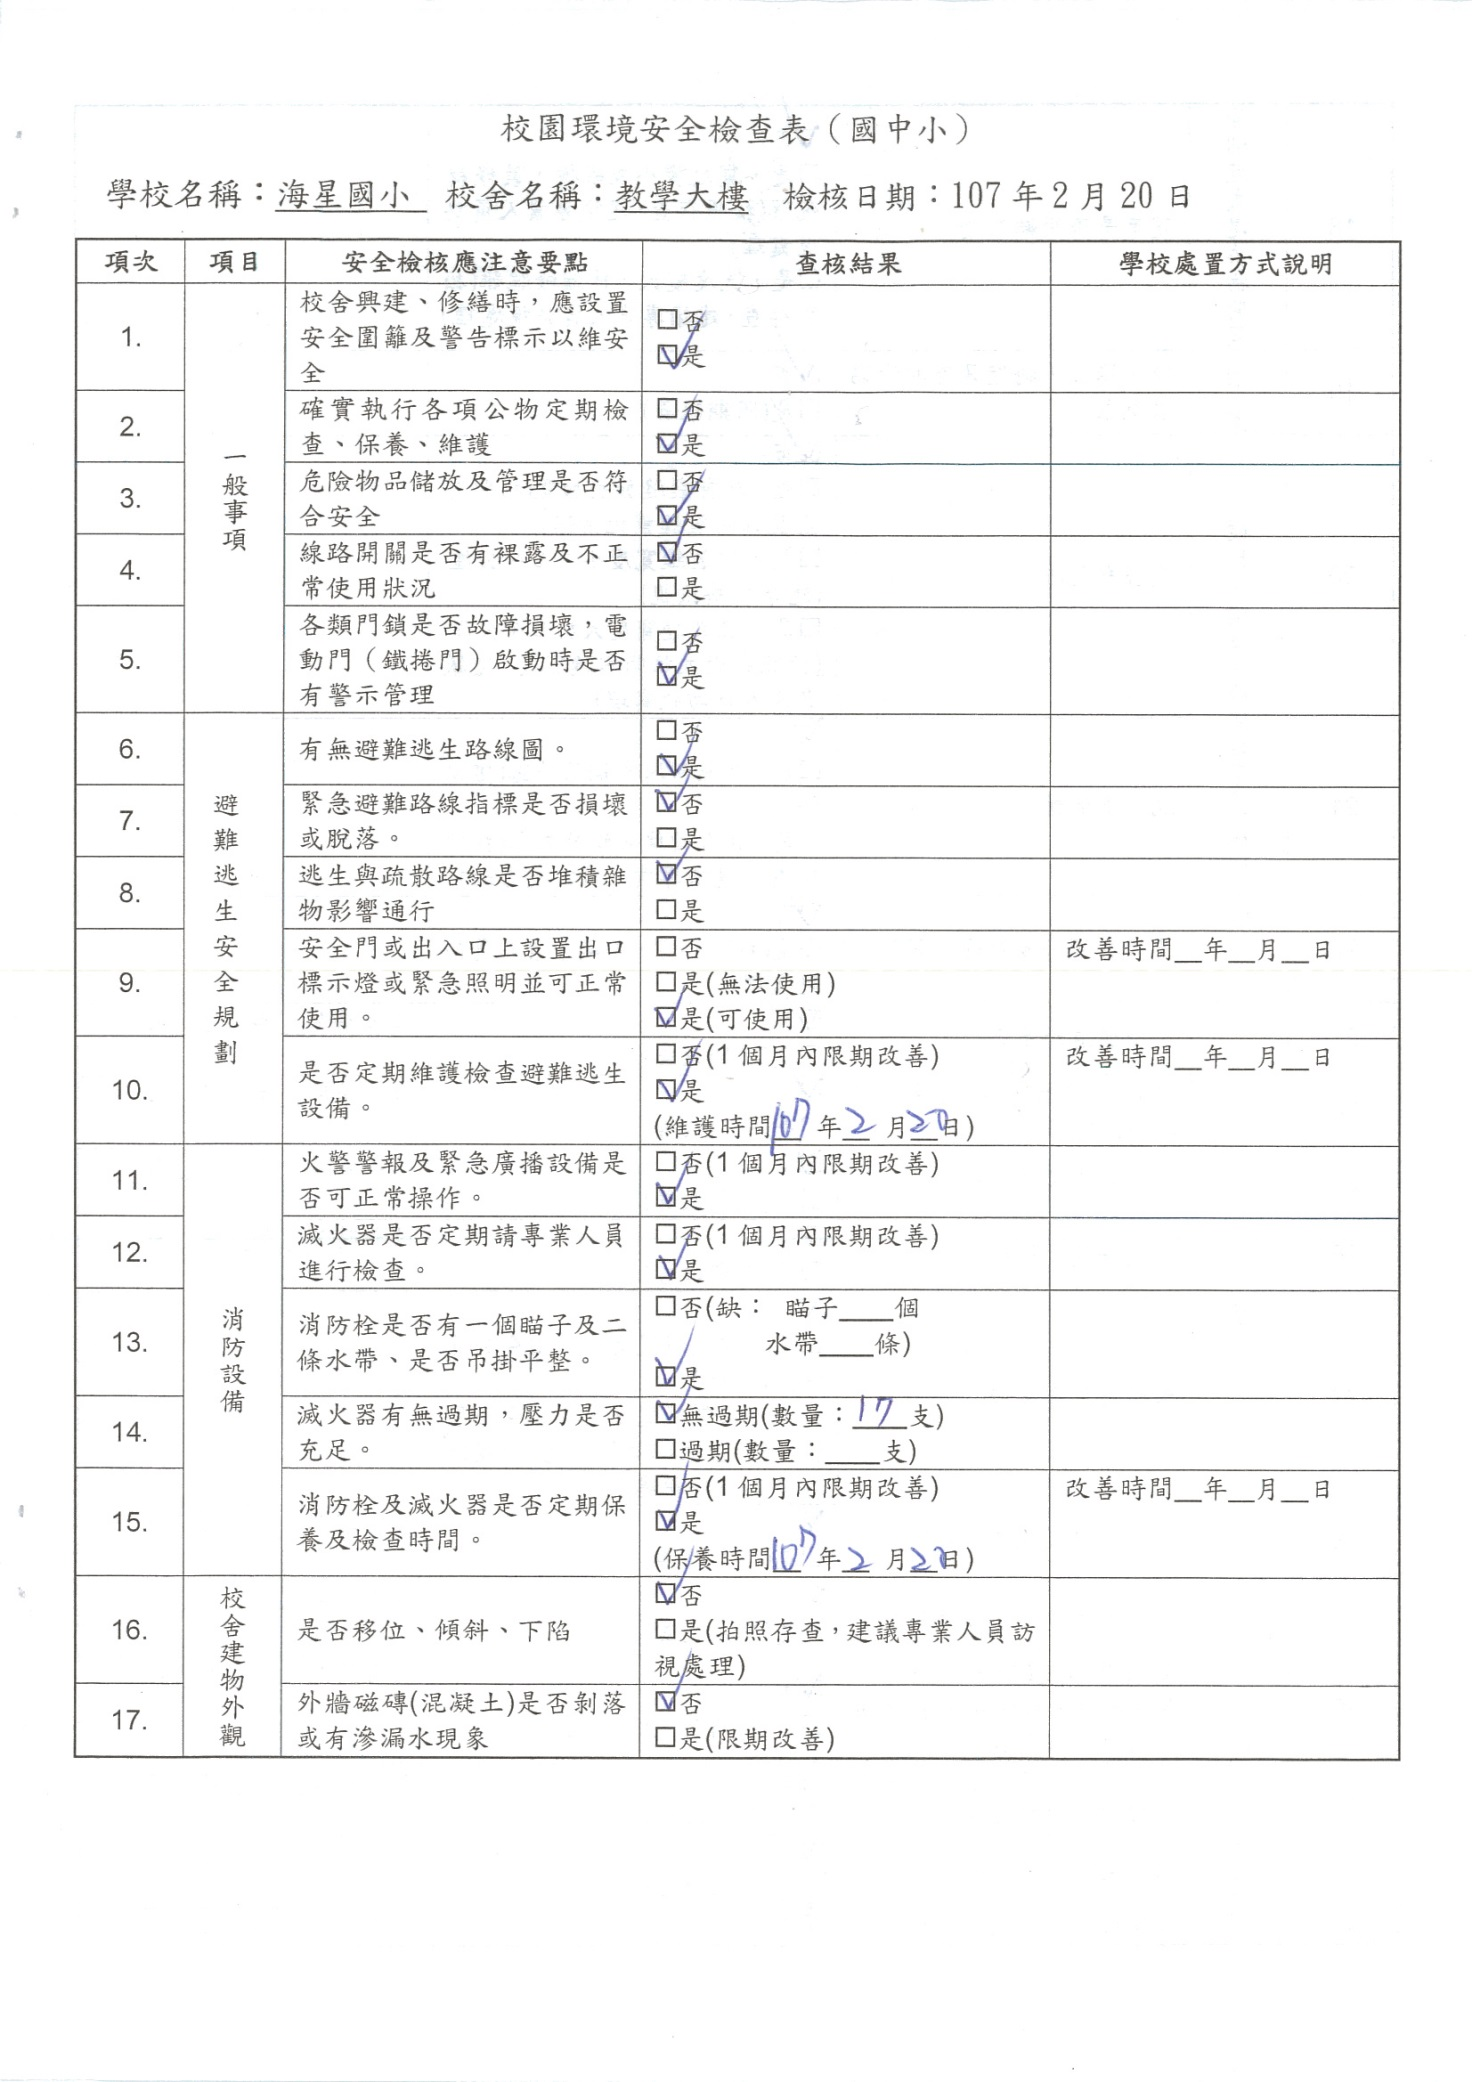 校園環境安全檢查表（國中小）
學校名稱：海星國小 校舍名稱：教學大樓 檢核日期：107 年 2 月 20 日
項次 項目 安全檢核應注意要點 查核結果 學校處置方式說明
一般事項
1. 校舍興建、修繕時，應設置
安全圍籬及警告標示以維安
全
□否
☑是
2. 確實執行各項公物定期檢
查、保養、維護
□否
☑是
3. 危險物品儲放及管理是否符
合安全
□否
☑是
4. 線路開關是否有裸露及不正
常使用狀況
☑否
□是
5. 各類門鎖是否故障損壞，電
動門（鐵捲門）啟動時是否
有警示管理
□否
☑是
避難逃生安全規劃
6. 有無避難逃生路線圖。
□否
☑是
7. 緊急避難路線指標是否損壞
或脫落。
☑否
□是
8. 逃生與疏散路線是否堆積雜
物影響通行
☑否
□是
9. 安全門或出入口上設置出口
標示燈或緊急照明並可正常
使用。
□否
□是(無法使用)
☑是(可使用)
改善時間__年__月__日
10. 是否定期維護檢查避難逃生
設備。
□否(1 個月內限期改善)
☑是
(維護時間107 年 2 月20日)
改善時間__年__月__日
消防設備
11. 火警警報及緊急廣播設備是
否可正常操作。
□否(1 個月內限期改善)
☑是
12. 滅火器是否定期請專業人員
進行檢查。
□否(1 個月內限期改善)
☑是
13. 消防栓是否有一個瞄子及二
條水帶、是否吊掛平整。
□否(缺： 瞄子____個
水帶____條)
☑是
14. 滅火器有無過期，壓力是否
充足。
☑無過期(數量：17支)
□過期(數量：____支)
15. 消防栓及滅火器是否定期保
養及檢查時間。
□否(1 個月內限期改善)
☑是
(保養時間107年 2 月20日)
改善時間__年__月__日
校舍建物外觀
16. 是否移位、傾斜、下陷
☑否
□是(拍照存查，建議專業人員訪
視處理)
17. 外牆磁磚(混凝土)是否剝落
或有滲漏水現象
☑否
□是(限期改善)